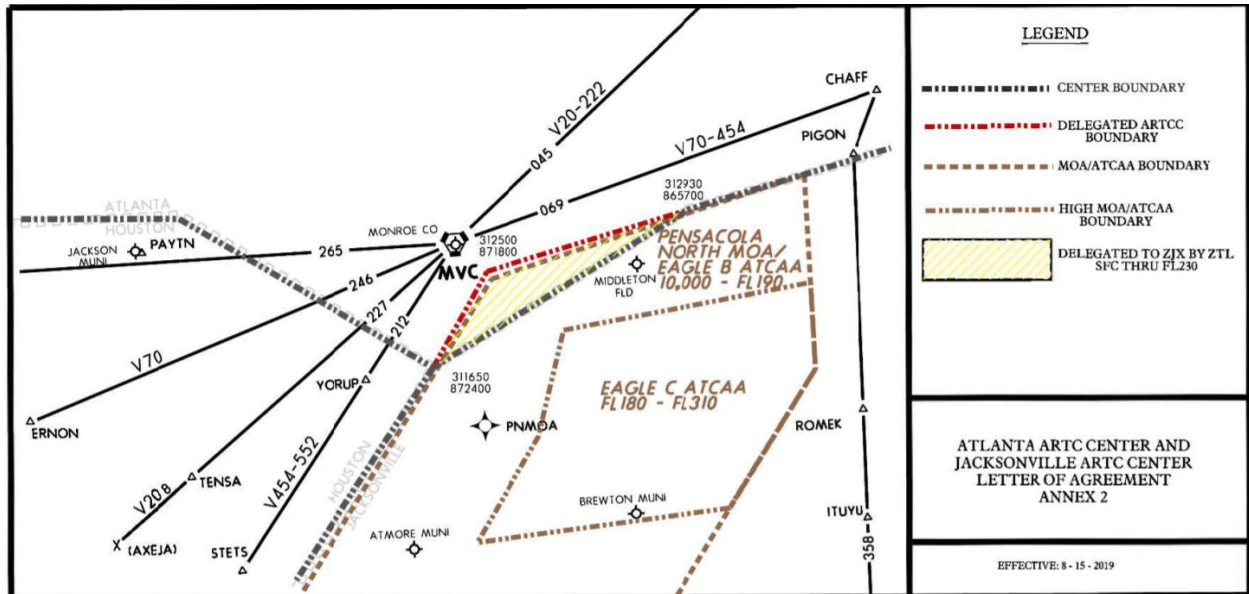 CHAFF
V20-222
PIGON
V70-454
045
069
312930
865700
ATLANTA
HOUSTON
MONROE CO
JACKSON
MUNI
PAYTN
265
312500
871800
MVC
PENSACOLA
NORTH MOA/
EAGLE B ATCAA
10,000 - FL190
MIDDLETON
FLD
246
227
212
V70
YORUP
311650
872400
EAGLE C ATCAA
FL180 - FL310
ERNON
PNMOA
ROMEK
V454-552
HOUSTON
JACKSONVILLE
TENSA
V20
8
BREWTON MUNI
ITUYU
X (AXEJA)
STETS
ATMORE MUNI
358
LEGEND
CENTER BOUNDARY
DELEGATED ARTCC
BOUNDARY
MOA/ATCAA BOUNDARY
HIGH MOA/ATCAA
BOUNDARY
DELEGATED TO ZJX BY ZTL
SFC THRU FL230
ATLANTA ARTC CENTER AND
JACKSONVILLE ARTC CENTER
LETTER OF AGREEMENT
ANNEX 2
EFFECTIVE: 8 - 15 - 2019